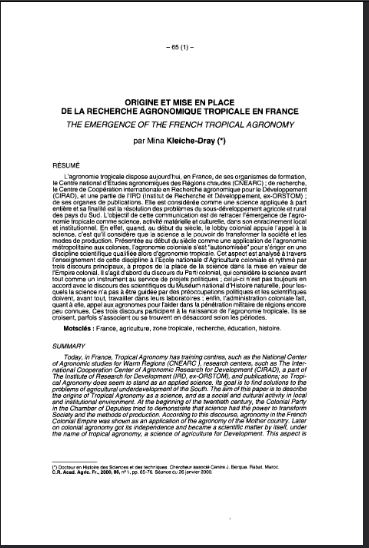 – 65 (1) –
ORIGINE ET MISE EN PLACE
DE LA RECHERCHE AGRONOMIQUE TROPICALE EN FRANCE
THE EMERGENCE OF THE FRENCH TROPICAL AGRONOMY
par Mina Kleiche-Dray (*)
RÉSUMÉ
L'agronomie tropicale dispose aujourd'hui, en France, de ses organismes de formation,
le Centre national d'Études agronomiques des Régions chaudes (CNEARC) ; de recherche,
le Centre de Coopération internationale en Recherche agronomique pour le Développement
(CIRAD), et une partie de l'IRD (Institut de Recherche et Développement, ex-ORSTOM) ;
de ses organes de publications. Elle est considérée comme une science appliquée à part
entière et sa finalité est la résolution des problèmes du sous-développement agricole et rural
des pays du Sud. L'objectif de cette communication est de retracer l'émergence de l'agro-
nomie tropicale comme science, activité matérielle et culturelle, dans son enracinement local
et institutionnel. En effet, quand, au début du siècle, le lobby colonial appuie l'appel à la
science, c'est qu'il considère que la science a le pouvoir de transformer la société et les
modes de production. Présentée au début du siècle comme une application de l'agronomie
métropolitaine aux colonies, l'agronomie coloniale s'est "autonomisée" pour s'ériger en une
discipline scientifique qualifiée alors d'agronomie tropicale. Cet aspect est analysé à travers
l'enseignement de cette discipline à l'École nationale d'Agriculture coloniale et rythmé par
trois discours principaux, à propos de la place de la science dans la mise en valeur de
l'Empire colonial. Il s'agit d'abord du discours du Parti colonial, qui considère la science avant
tout comme un instrument au service de projets politiques ; celui-ci n'est pas toujours en
accord avec le discours des scientifiques du Muséum national d'Histoire naturelle, pour les-
quels la science n'a pas à être guidée par des préoccupations politiques et les scientifiques
doivent, avant tout, travailler dans leurs laboratoires ; enfin, l'administration coloniale fait,
quant à elle, appel aux agronomes pour l'aider dans la pénétration militaire de régions encore
peu connues. Ces trois discours participent à la naissance de l'agronomie tropicale. Ils se
croisent, parfois s'associent ou se trouvent en désaccord selon les périodes.
Motsclés : France, agriculture, zone tropicale, recherche, éducation, histoire.
SUMMARY
Today, in France, Tropical Agronomy has training centres, such as the National Center
of Agronomic studies for Warm Regions (CNEARC), research centers, such as The Inter-
national Cooperation Center of Agronomic Research for Development (CIRAD), a part of
The Institute of Research for Development (IRD, ex-ORSTOM), and publications; so Tropi-
cal Agronomy does seem to stand as an applied science. Its goal is to find solutions to the
problems of agricultural underdevelopment of the South. The aim of this paper is to describe
the origins of Tropical Agronomy as a science, and as a social and cultural activity in local
and institutional environment. At the beginning of the twentieth century, the Colonial Party
in the Chamber of Deputies tried to demonstrate that science had the power to transform
Society and the methods of production. According to this discourse, agronomy in the French
Colonial Empire was shown as an application of the agronomy of the Mother country. Later
on colonial agronomy got its independence and became a scientific matter by itself, under
the name of tropical agronomy, a science of agriculture for Development. This aspect is
(*) Docteur en Histoire des Sciences et des techniques. Chercheur associé Centre J. Berque. Rabat. Maroc.
C.R. Acad. Agric. Fr., 2000, 86, n° 1, pp. 65-76. Séance du 26 janvier 2000.